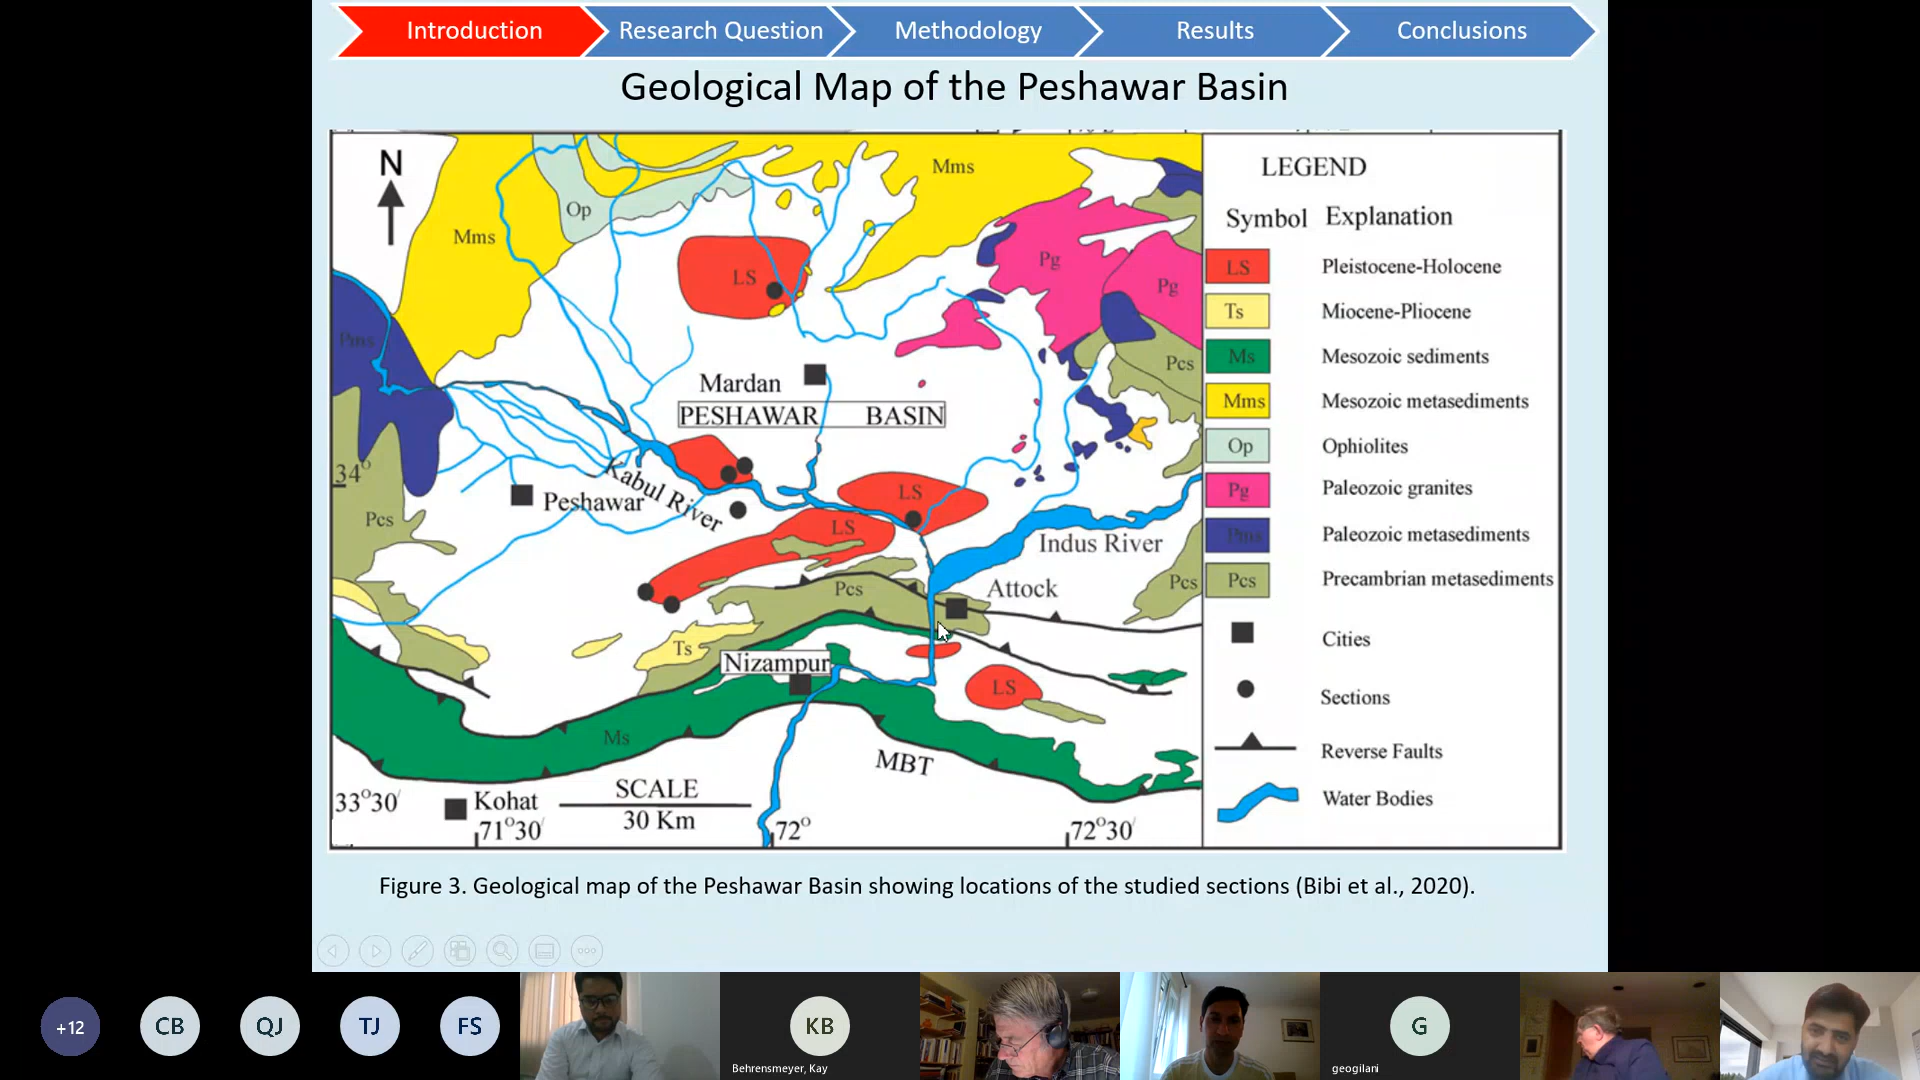 Introduction
Research Question
Methodology
Results
Conclusions
Geological Map of the Peshawar Basin
N
Mms
Op
Mms
LS
Pg
Pg
Pms
Pcs
Mardan
PESHAWAR BASIN
34°
Kabul River
Peshawar
LS
LS
Pcs
Indus River
Attock
Pcs
Pcs
Ts
Nizampur
LS
Ms
MBT
33°30'
Kohat
SCALE
30 Km
71°30'
72°
72°30'
LEGEND
Symbol Explanation
LS Pleistocene-Holocene
Ts Miocene-Pliocene
Ms Mesozoic sediments
Mms Mesozoic metasediments
Op Ophiolites
Pg Paleozoic granites
Pms Paleozoic metasediments
Pcs Precambrian metasediments
Cities
Sections
Reverse Faults
Water Bodies
Figure 3. Geological map of the Peshawar Basin showing locations of the studied sections (Bibi et al., 2020).
+12
CB
QJ
TJ
FS
KB
Behrensmeyer, Kay
G
geogilani